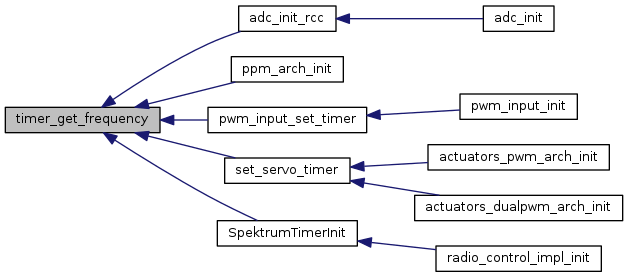 adc_init_rcc
adc_init
ppm_arch_init
pwm_input_init
timer_get_frequency
pwm_input_set_timer
actuators_pwm_arch_init
set_servo_timer
actuators_dualpwm_arch_init
SpektrumTimerInit
radio_control_impl_init